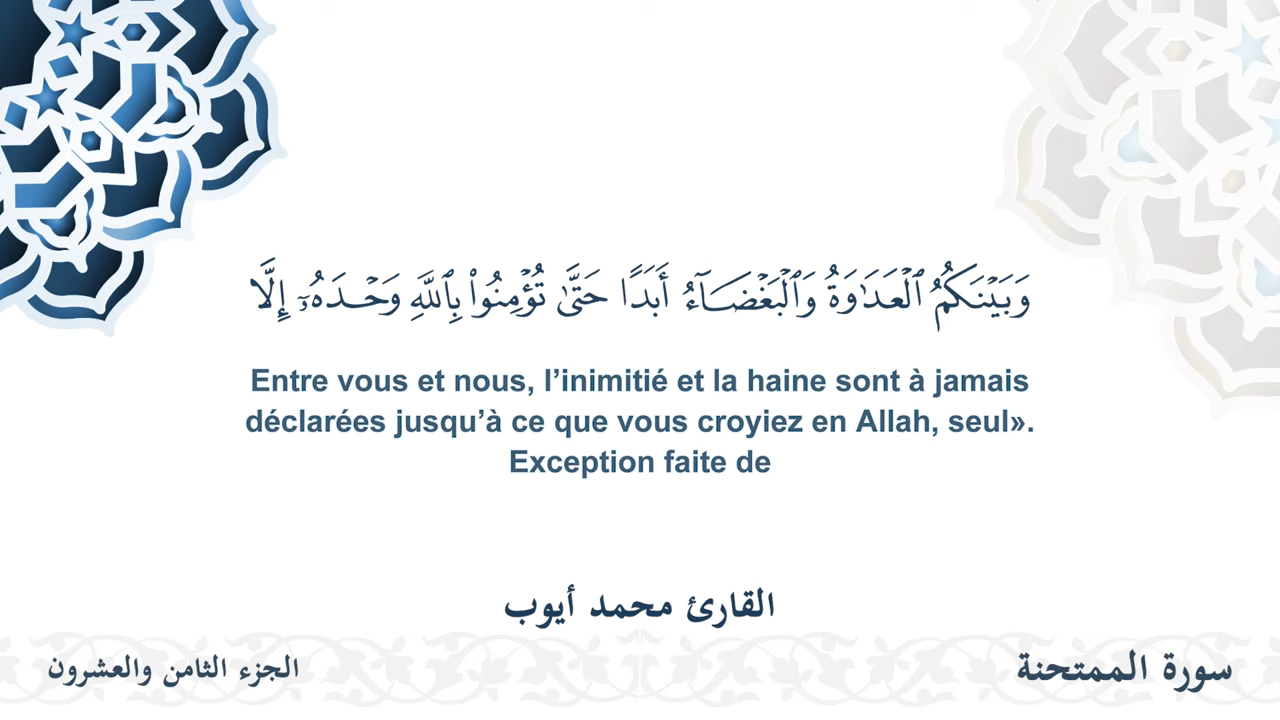 وَبَيْنَكُمُ ٱلْعَدَٰوَةُ وَٱلْبَغْضَآءُ أَبَدًا حَتَّىٰ تُؤْمِنُوا۟ بِٱللَّهِ وَحْدَهُۥٓ إِلَّا
Entre vous et nous, l’inimitié et la haine sont à jamais
déclarées jusqu’à ce que vous croyiez en Allah, seul».
Exception faite de
القارئ محمد أيوب
سورة الممتحنة
الجزء الثامن والعشرون